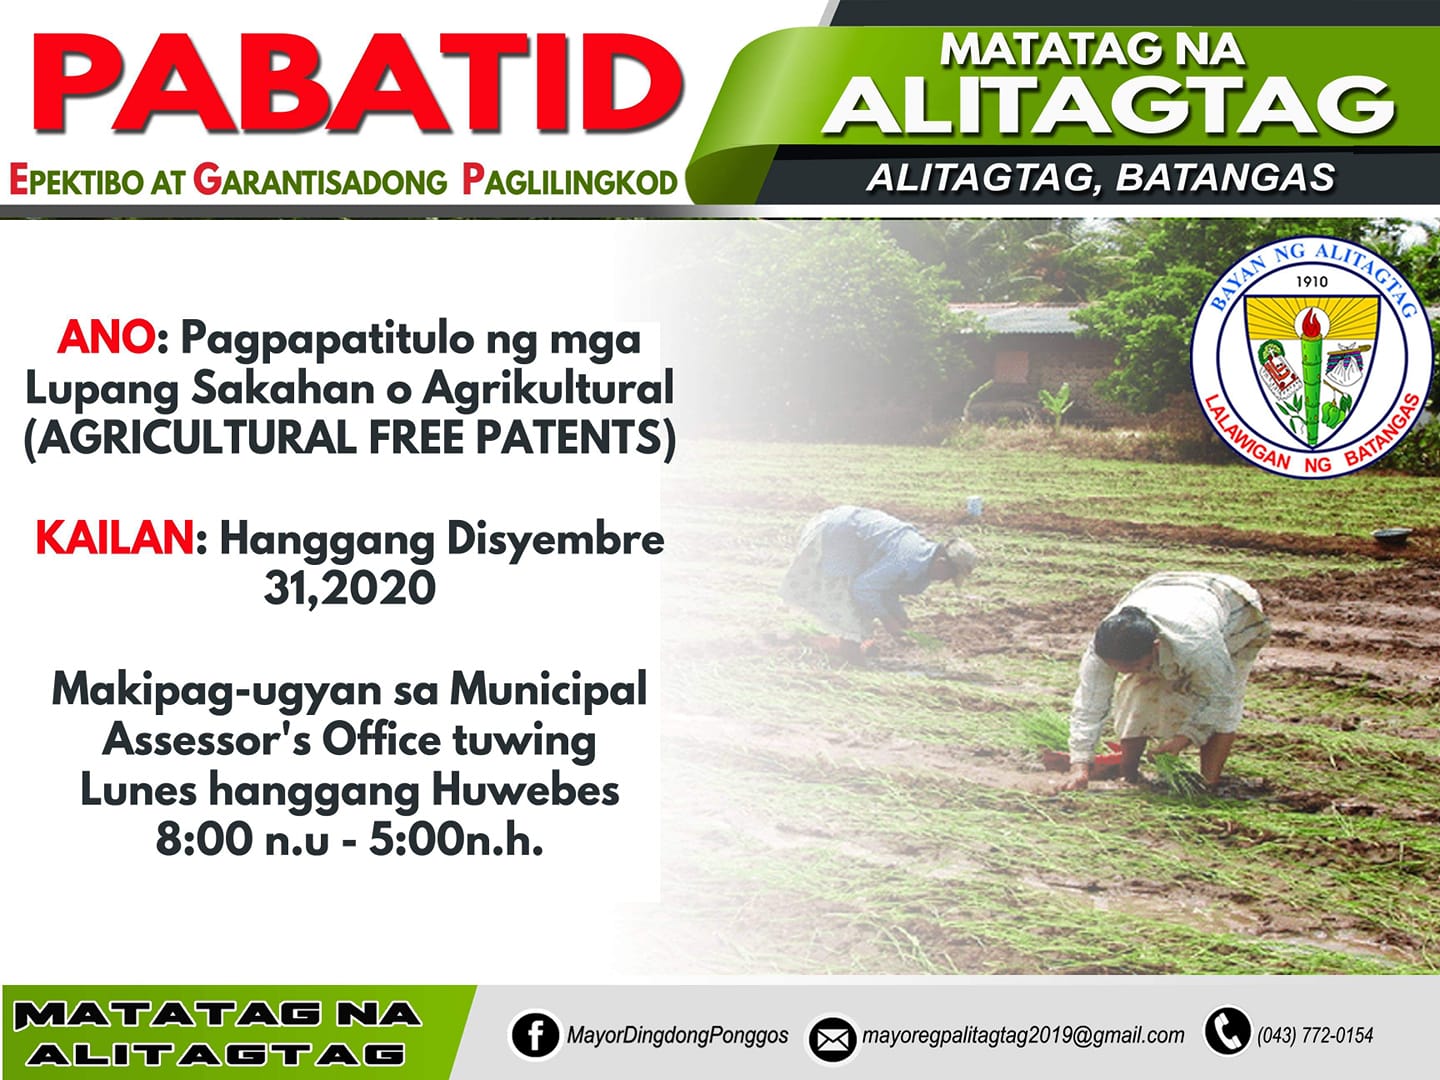 PABATID
EPEKTIBO AT GARANTISADONG PAGLILINGKOD
MATATAG NA
ALITAGTAG
ALITAGTAG, BATANGAS
BAYAN NG ALITAGTAG
1910
LALAWIGAN NG BATANGAS
ANO: Pagpapatitulo ng mga
Lupang Sakahan o Agrikultural
(AGRICULTURAL FREE PATENTS)
KAILAN: Hanggang Disyembre
31,2020
Makipag-ugyan sa Municipal
Assessor's Office tuwing
Lunes hanggang Huwebes
8:00 n.u - 5:00n.h.
MATATAG NA
ALITAGTAG
MayorDingdongPonggos
mayoregpalitagtag2019@gmail.com
(043) 772-0154